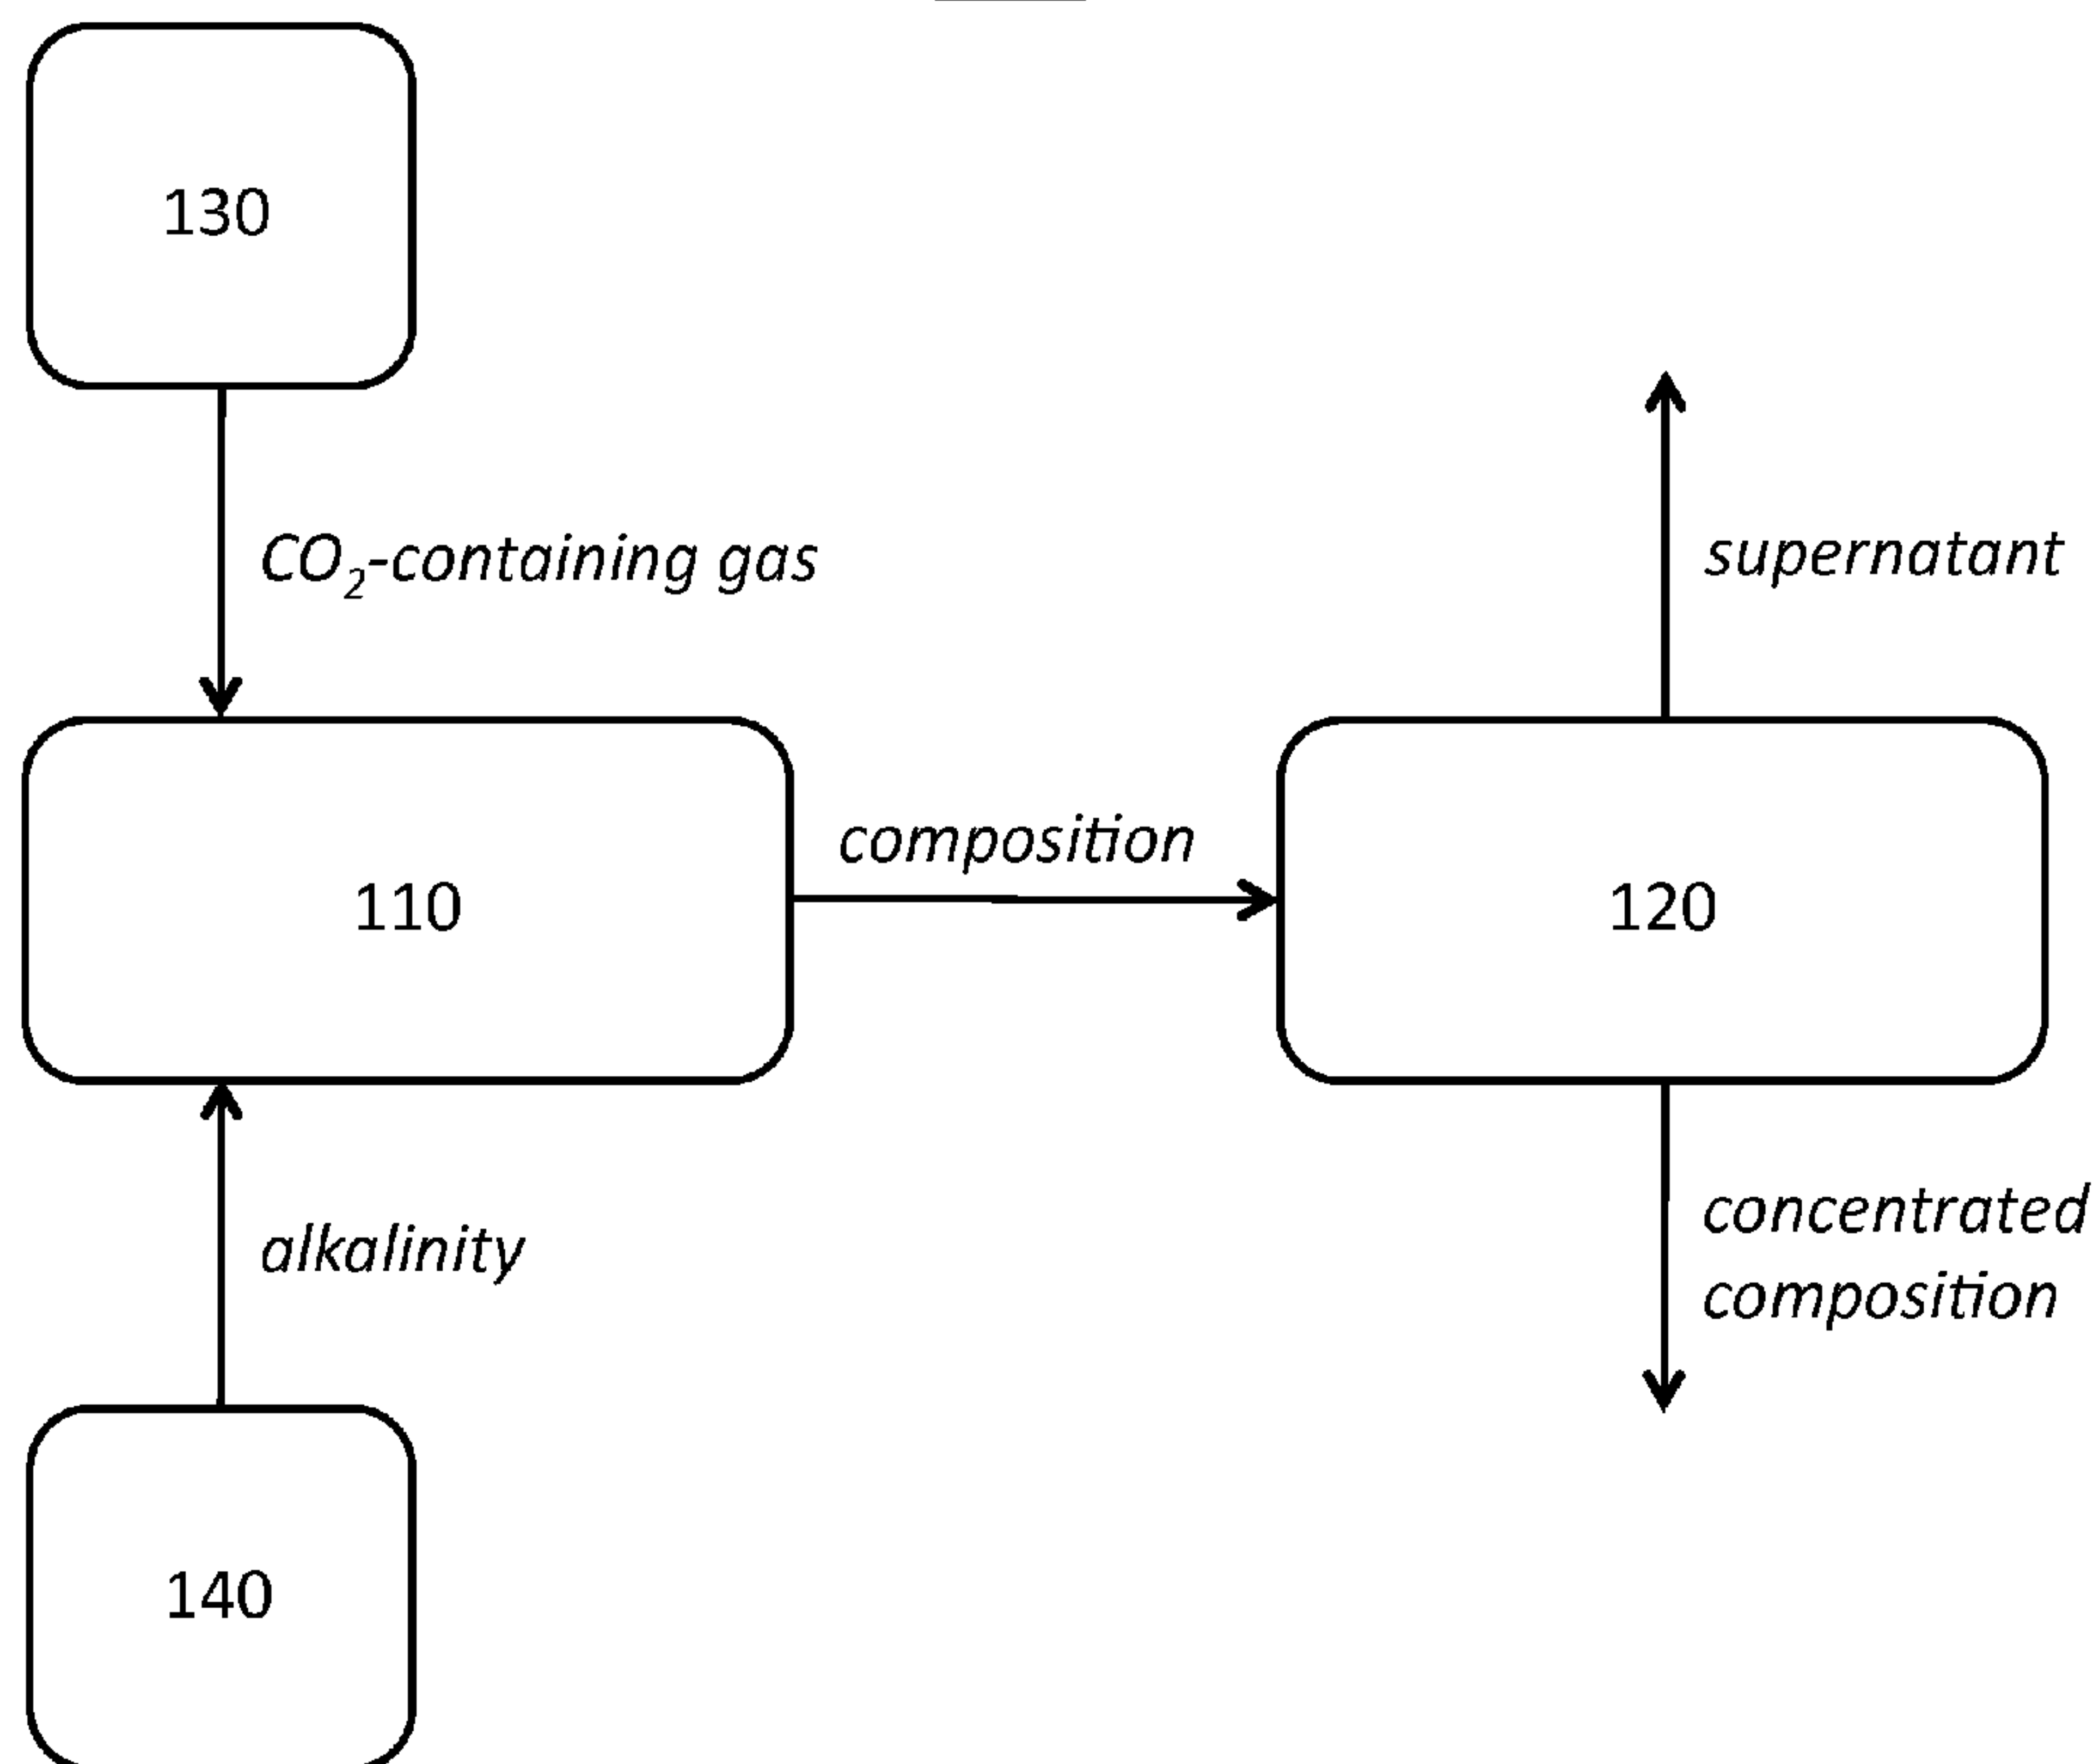 130
CO₂-containing gas
supernatant
composition
110
120
alkalinity
concentrated
composition
140